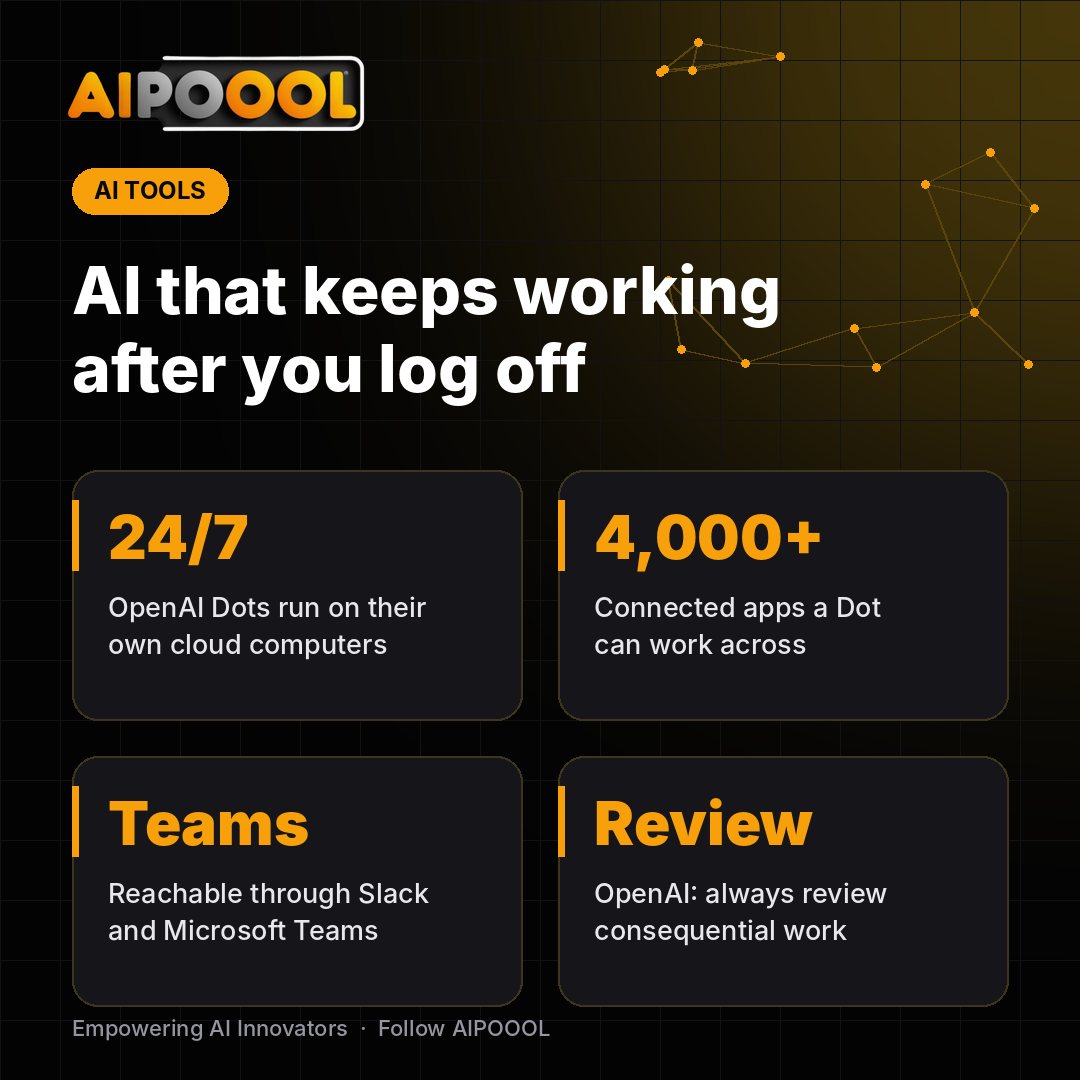 AIPOOOL
AI TOOLS
AI that keeps working
after you log off
24/7
OpenAI Dots run on their
own cloud computers
4,000+
Connected apps a Dot
can work across
Teams
Reachable through Slack
and Microsoft Teams
Review
OpenAI: always review
consequential work
Empowering AI Innovators · Follow AIPOOOL